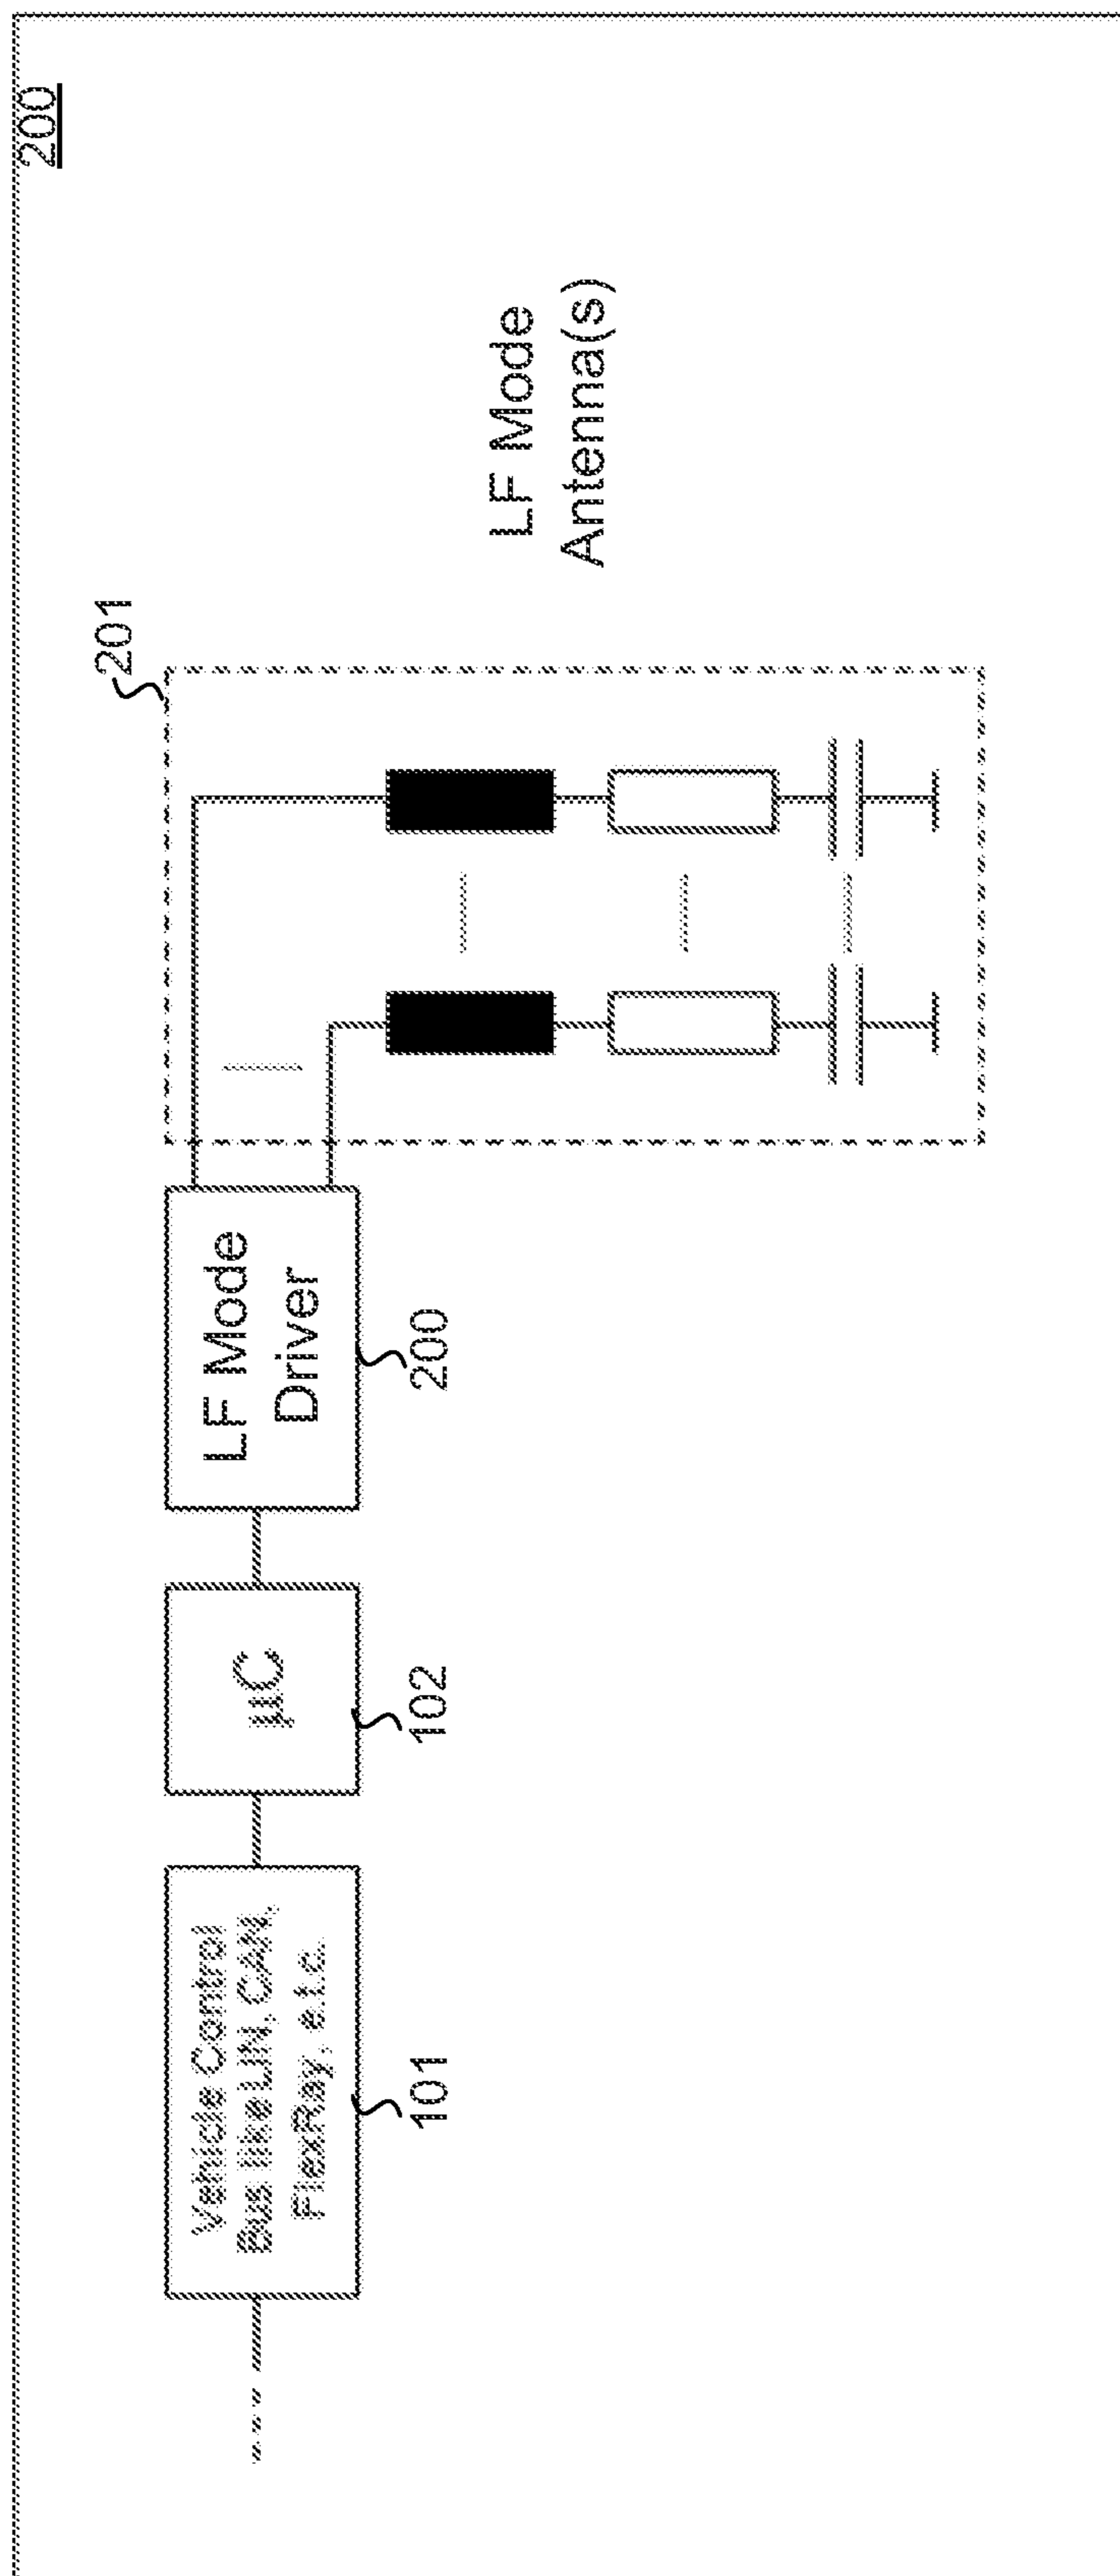 200
201
LF Mode
Antenna(s)
Vehicle Control
Bus like LIN, CAN,
FlexRay, e.t.c.
101
µC
102
LF Mode
Driver
200